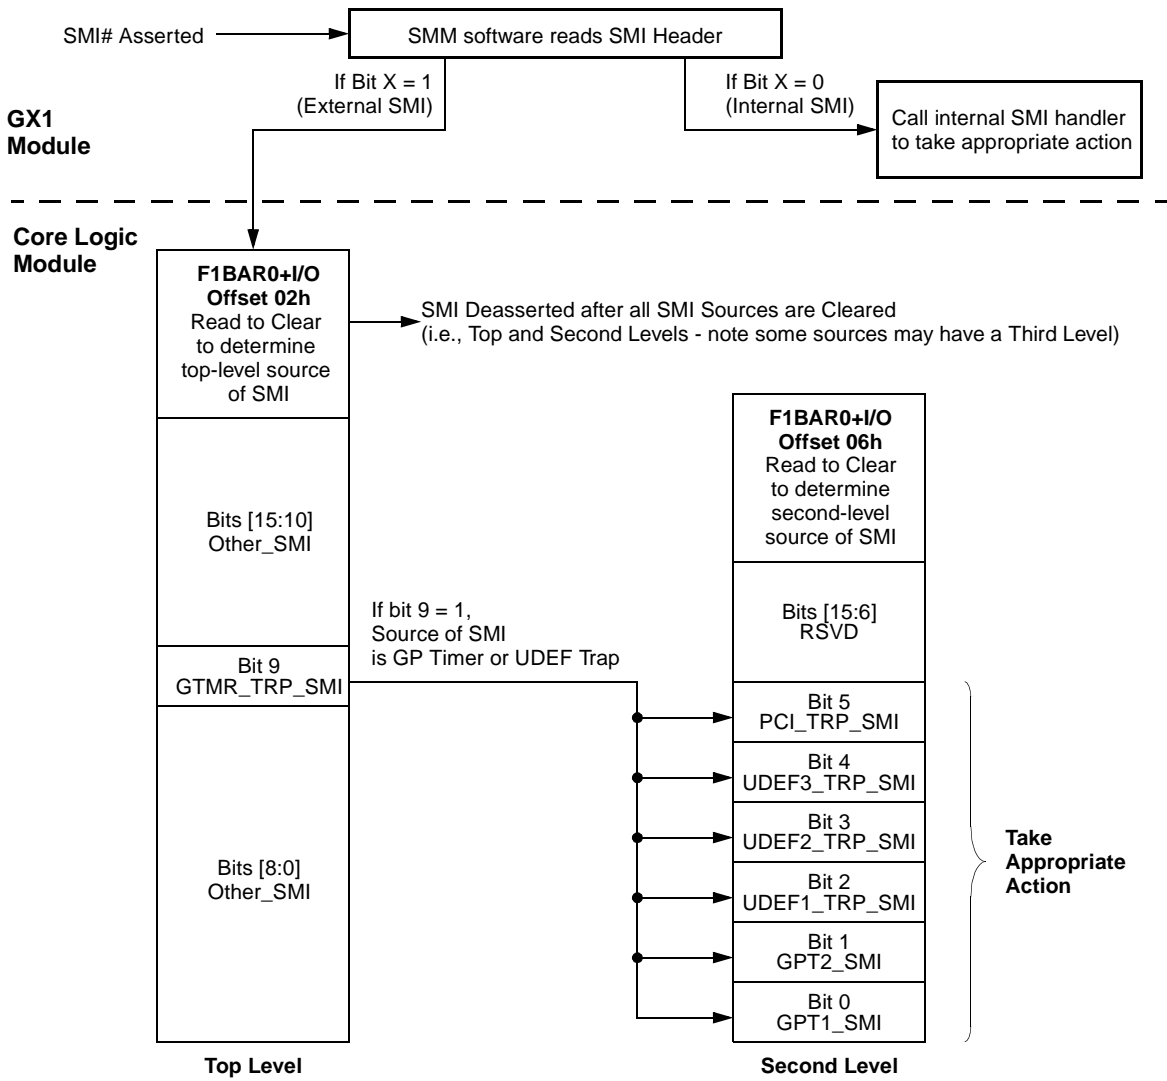 SMI# Asserted
SMM software reads SMI Header
If Bit X = 1
(External SMI)
If Bit X = 0
(Internal SMI)
Call internal SMI handler
to take appropriate action
GX1
Module
Core Logic
Module
F1BAR0+I/O
Offset 02h
Read to Clear
to determine
top-level source
of SMI
SMI Deasserted after all SMI Sources are Cleared
(i.e., Top and Second Levels - note some sources may have a Third Level)
Bits [15:10]
Other_SMI
If bit 9 = 1,
Source of SMI
is GP Timer or UDEF Trap
Bit 9
GTMR_TRP_SMI
Bits [8:0]
Other_SMI
Top Level
F1BAR0+I/O
Offset 06h
Read to Clear
to determine
second-level
source of SMI
Bits [15:6]
RSVD
Bit 5
PCI_TRP_SMI
Bit 4
UDEF3_TRP_SMI
Bit 3
UDEF2_TRP_SMI
Bit 2
UDEF1_TRP_SMI
Bit 1
GPT2_SMI
Bit 0
GPT1_SMI
Second Level
Take
Appropriate
Action